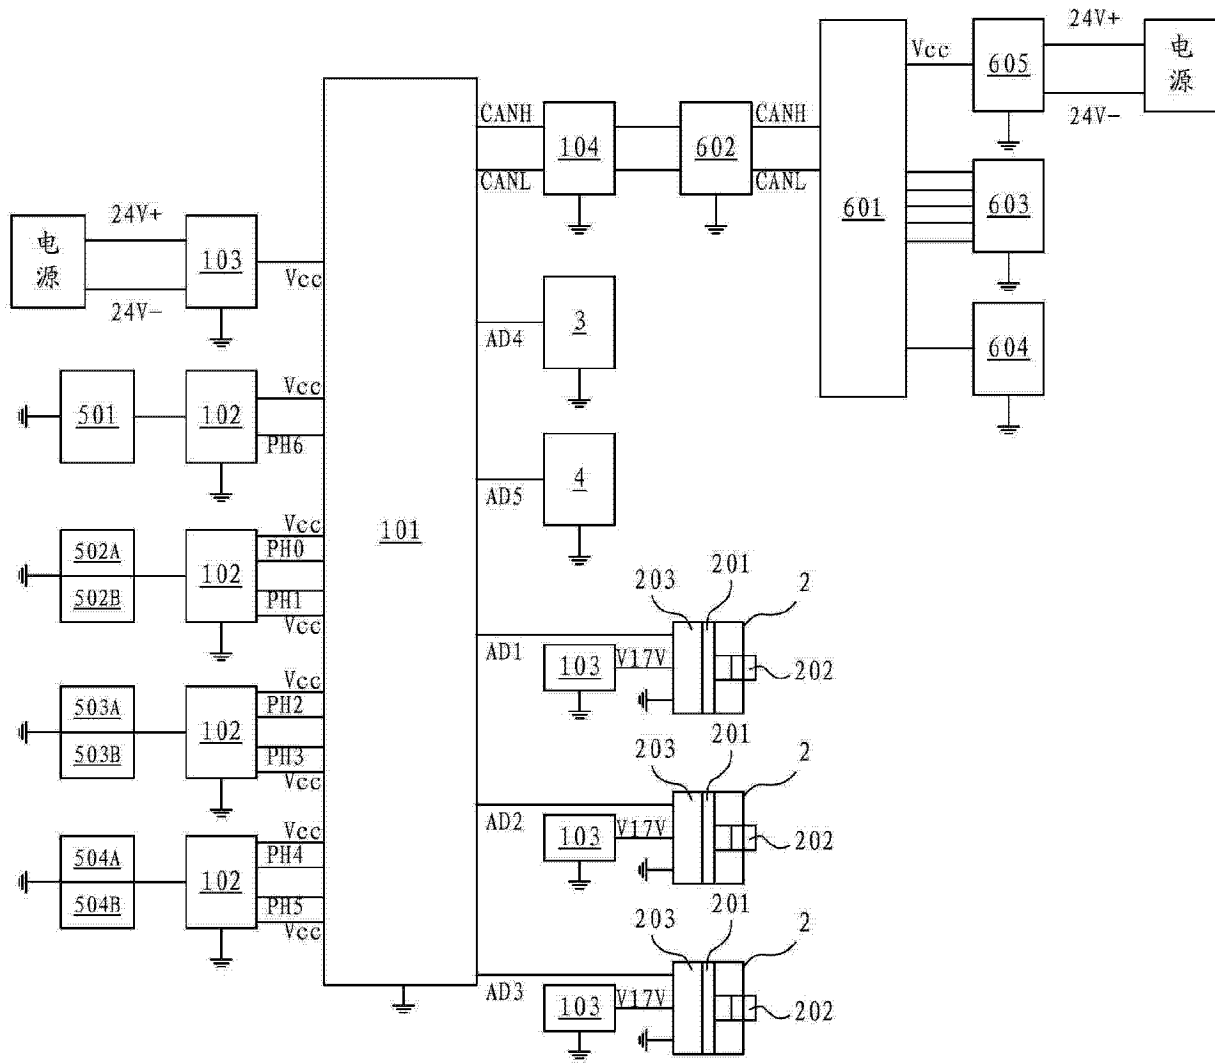 24V+
电
源
24V-
103
Vcc
501
102
Vcc
PH6
502A
502B
102
Vcc
PH0
PH1
Vcc
503A
503B
102
Vcc
PH2
PH3
Vcc
504A
504B
102
Vcc
PH4
PH5
Vcc
101
CANH
CANL
104
602
CANH
CANL
601
Vcc
605
24V+
24V-
电
源
603
604
AD4
3
AD5
4
203
201
2
AD1
103
V17V
202
203
201
2
AD2
103
V17V
202
203
201
2
AD3
103
V17V
202